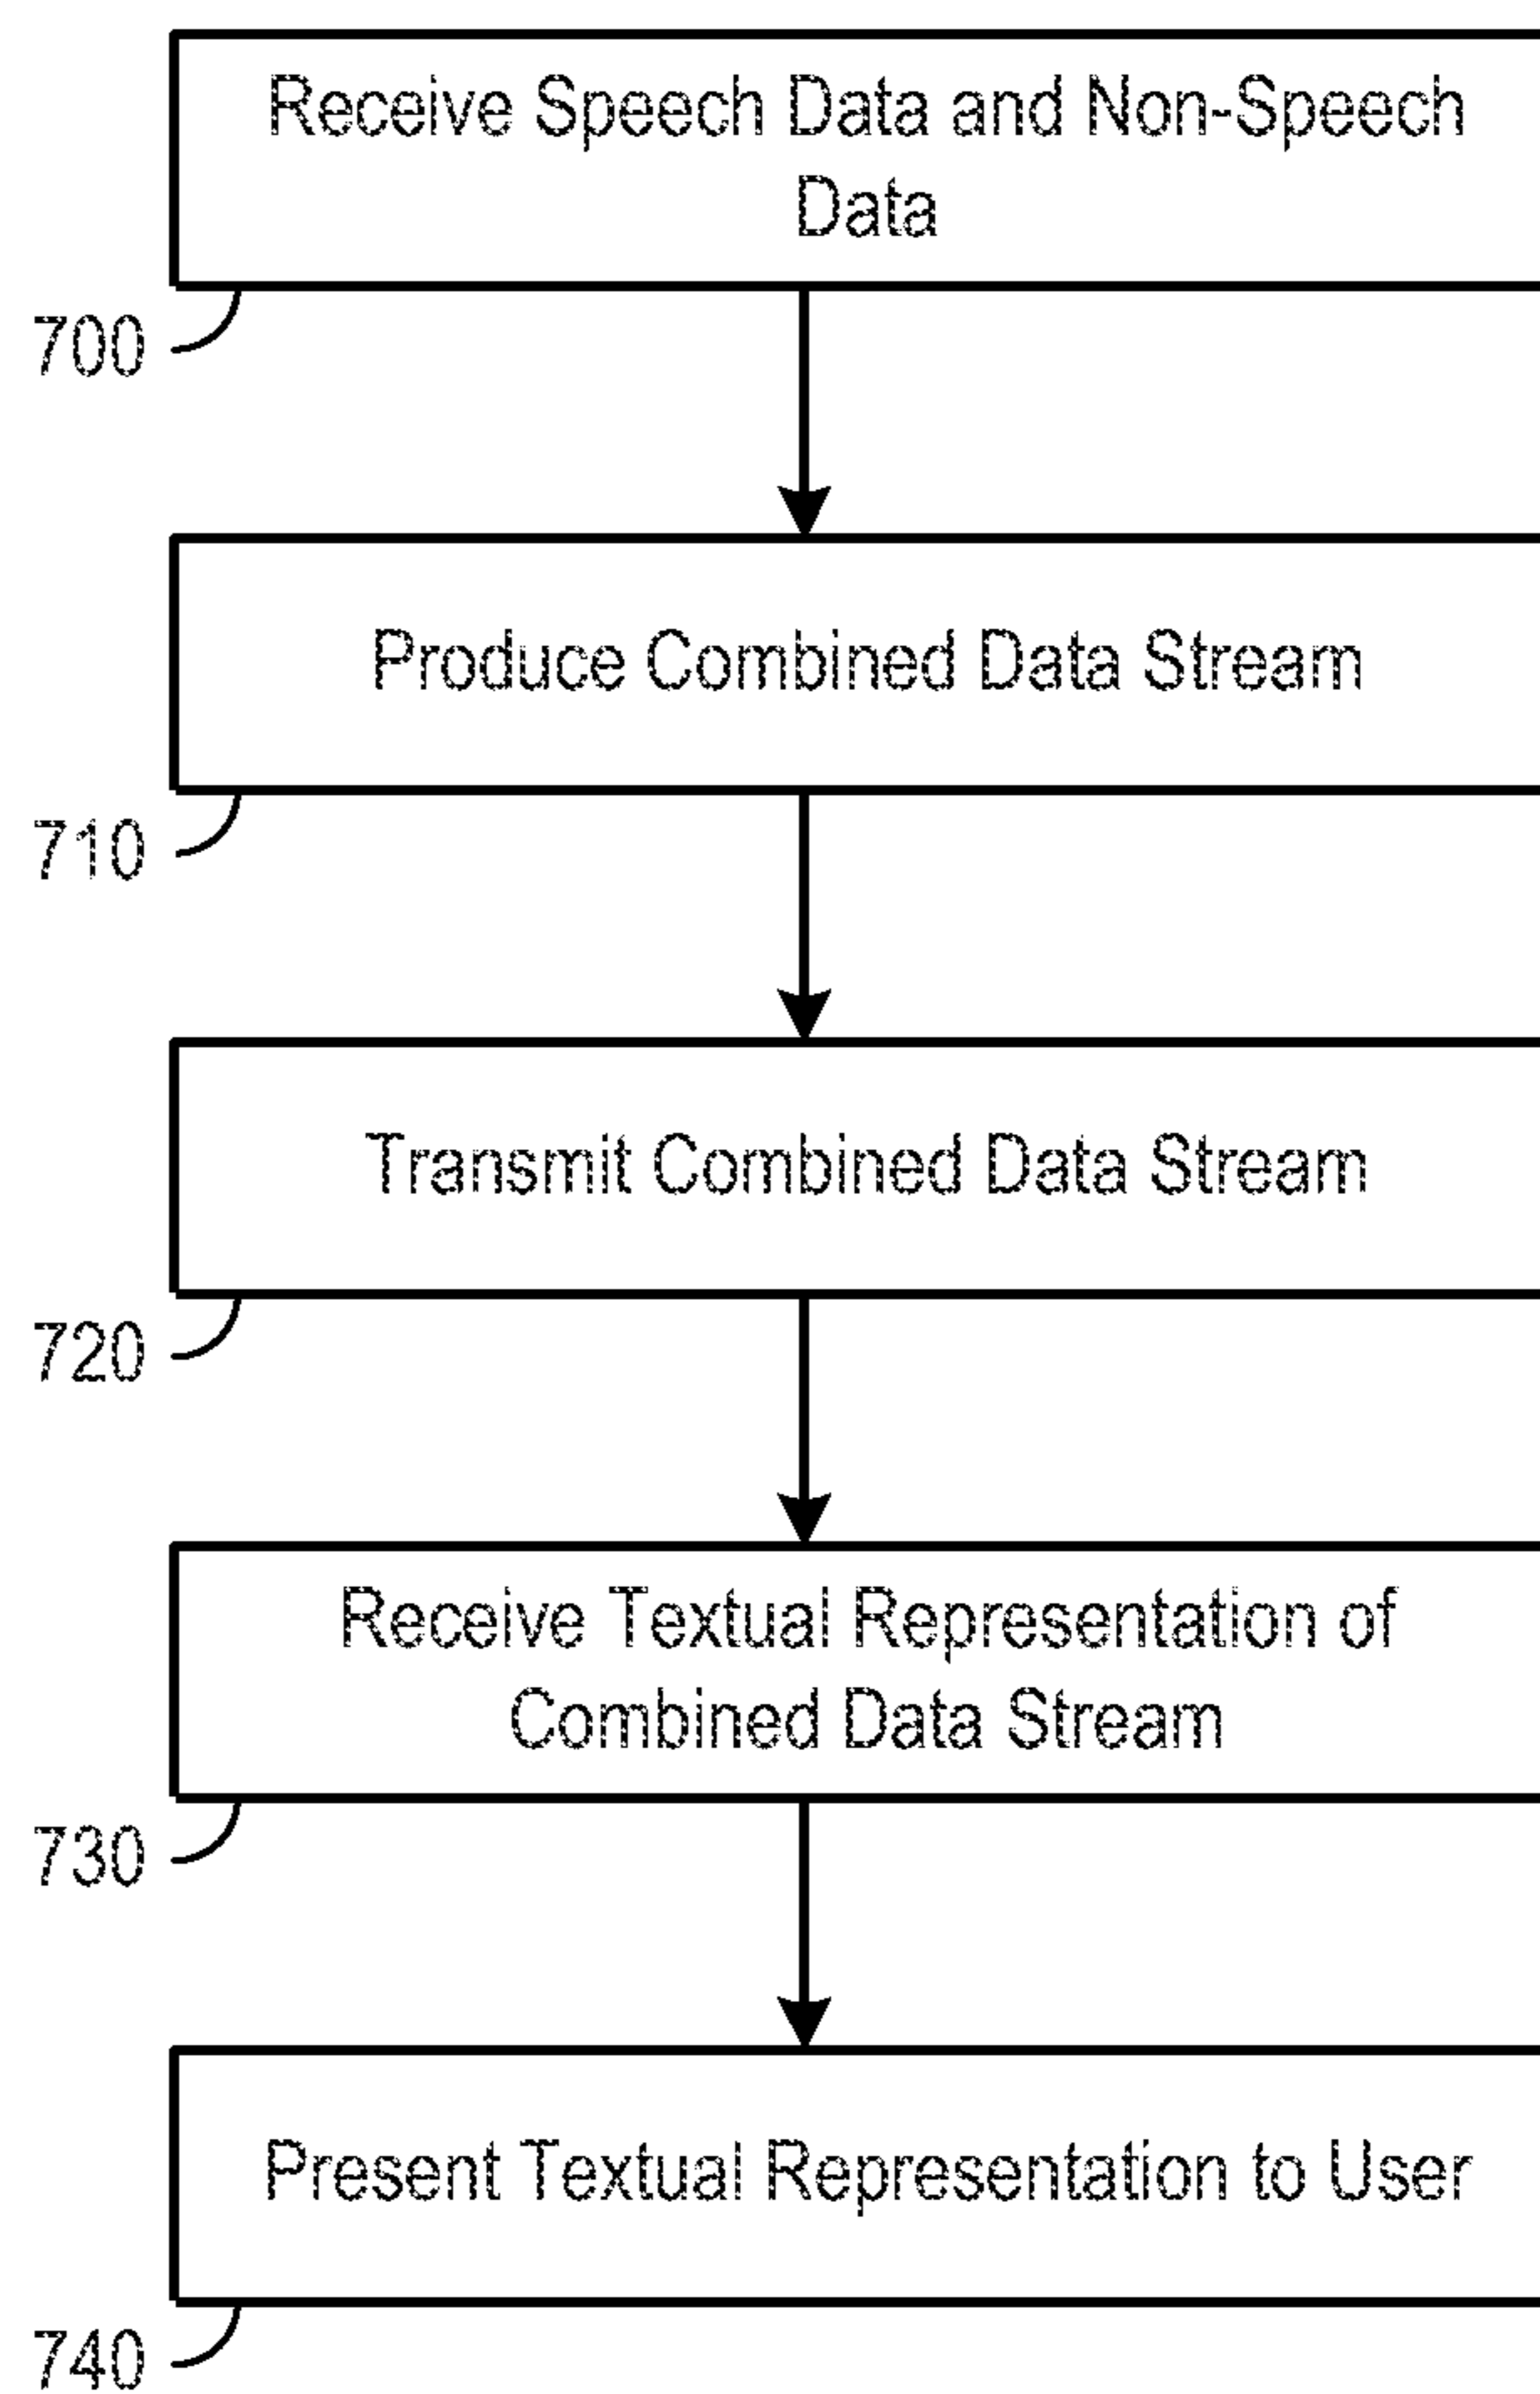 Receive Speech Data and Non-Speech
Data
700
Produce Combined Data Stream
710
Transmit Combined Data Stream
720
Receive Textual Representation of
Combined Data Stream
730
Present Textual Representation to User
740